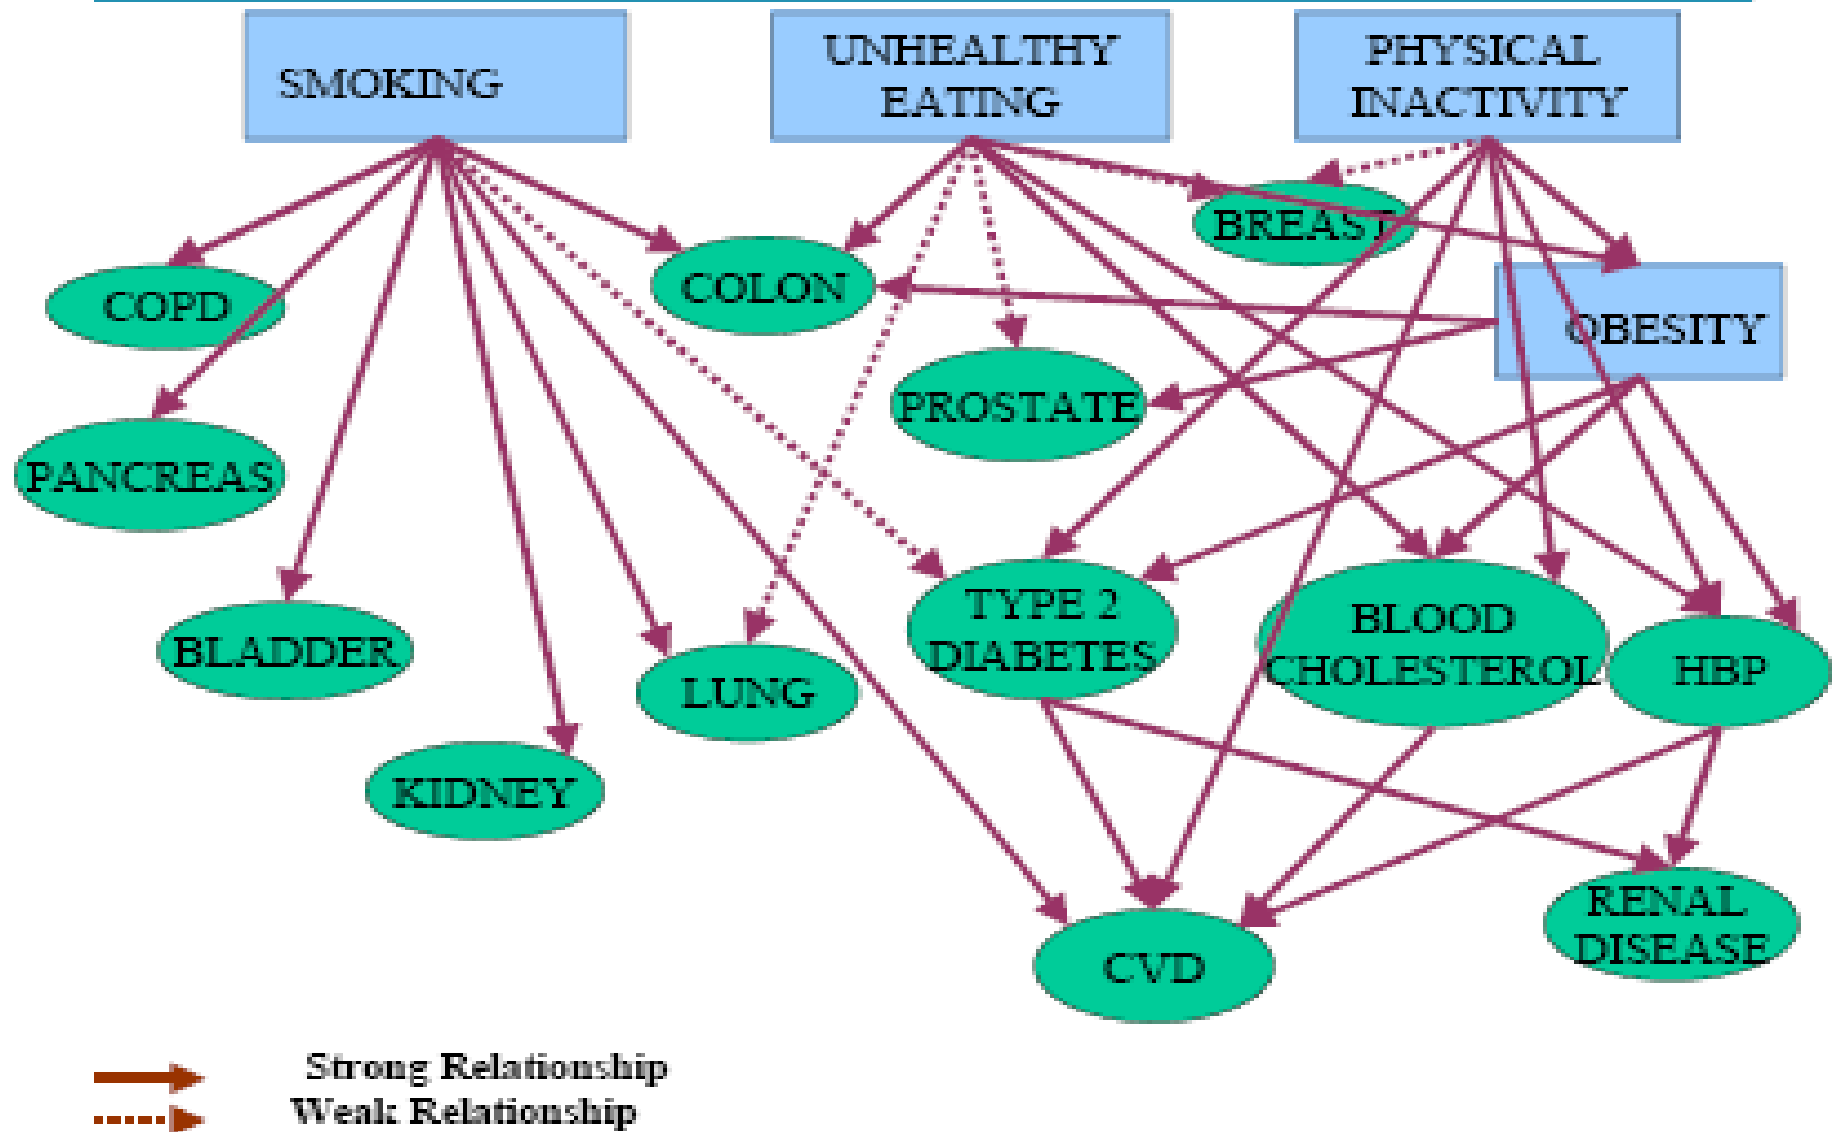 SMOKING
UNHEALTHY
EATING
PHYSICAL
INACTIVITY
BREAST
COLON
COPD
OBESITY
PROSTATE
PANCREAS
TYPE 2
DIABETES
BLOOD
CHOLESTEROL
HBP
BLADDER
LUNG
KIDNEY
RENAL
DISEASE
CVD
Strong Relationship
Weak Relationship